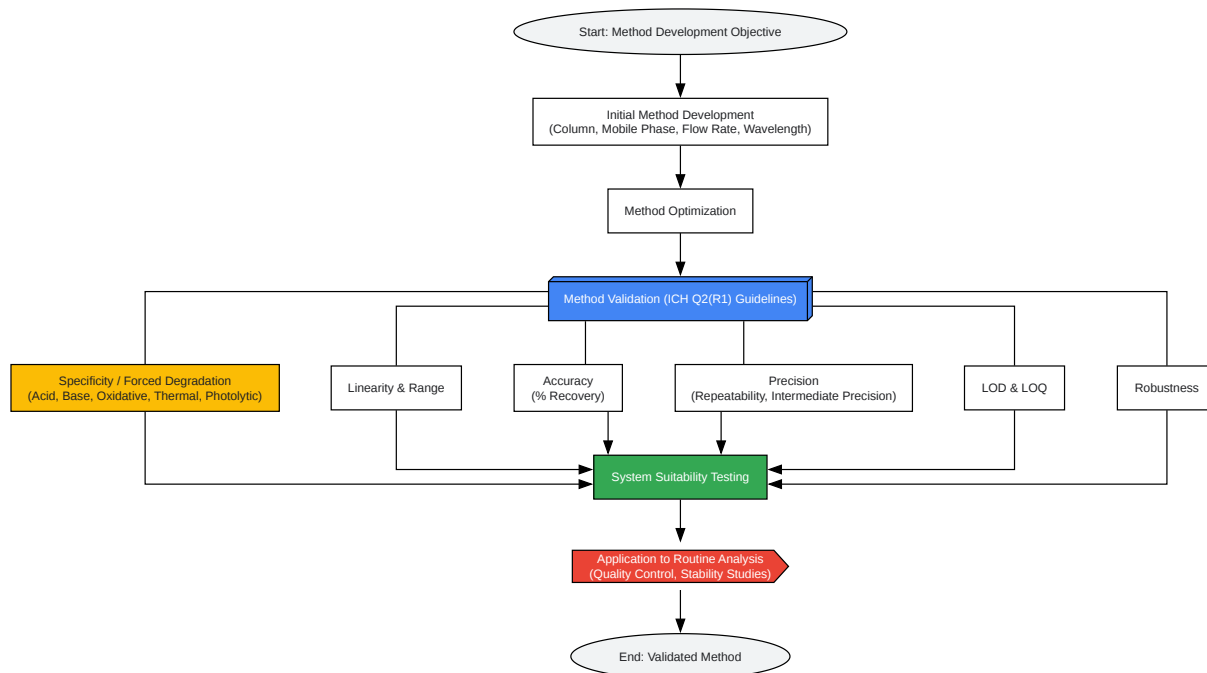 Start: Method Development Objective
Initial Method Development
(Column, Mobile Phase, Flow Rate, Wavelength)
Method Optimization
Method Validation (ICH Q2(R1) Guidelines)
Specificity / Forced Degradation
(Acid, Base, Oxidative, Thermal, Photolytic)
Linearity & Range
Accuracy
(% Recovery)
Precision
(Repeatability, Intermediate Precision)
LOD & LOQ
Robustness
System Suitability Testing
Application to Routine Analysis
(Quality Control, Stability Studies)
End: Validated Method